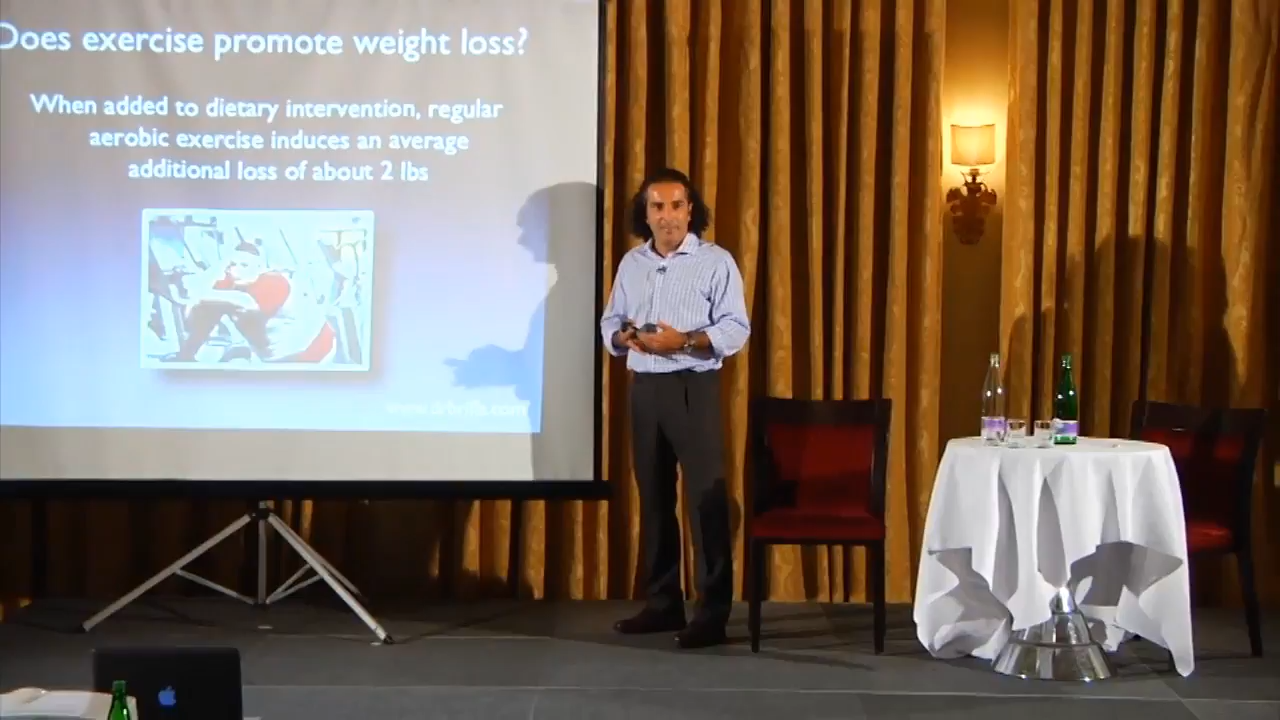 Does exercise promote weight loss?
When added to dietary intervention, regular
aerobic exercise induces an average
additional loss of about 2 lbs